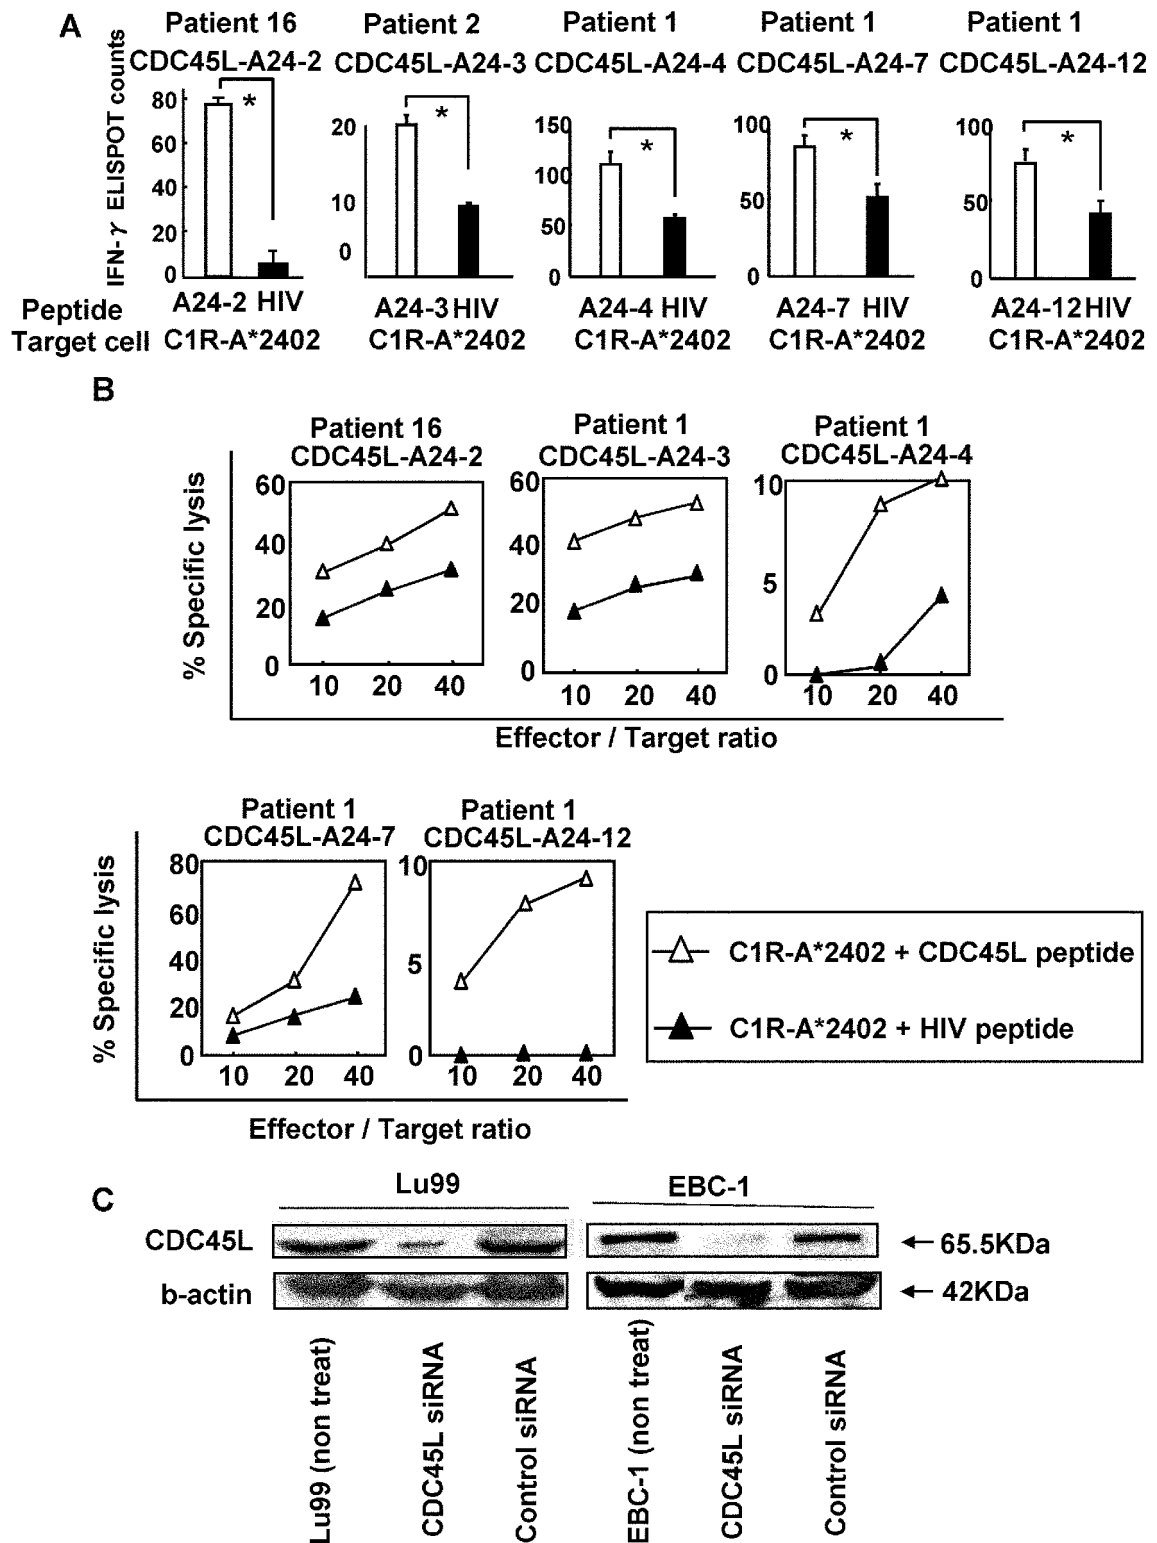 A
Patient 16 Patient 2 Patient 1 Patient 1 Patient 1
CDC45L-A24-2 CDC45L-A24-3 CDC45L-A24-4 CDC45L-A24-7 CDC45L-A24-12
IFN-γ ELISPOT counts
80 60 40 20 0
*
20 10 0
*
150 100 50 0
*
100 50 0
*
100 50 0
*
Peptide A24-2 HIV A24-3 HIV A24-4 HIV A24-7 HIV A24-12 HIV
Target cell C1R-A*2402 C1R-A*2402 C1R-A*2402 C1R-A*2402 C1R-A*2402
B
Patient 16 Patient 1 Patient 1
CDC45L-A24-2 CDC45L-A24-3 CDC45L-A24-4
% Specific lysis
60 40 20 0
60 40 20 0
10 5 0
10 20 40 10 20 40 10 20 40
Effector / Target ratio
Patient 1 Patient 1
CDC45L-A24-7 CDC45L-A24-12
% Specific lysis
80 60 40 20 0
10 5 0
10 20 40 10 20 40
Effector / Target ratio
C1R-A*2402 + CDC45L peptide
C1R-A*2402 + HIV peptide
C
Lu99 EBC-1
CDC45L ←65.5KDa
b-actin ←42KDa
Lu99 (non treat)
CDC45L siRNA
Control siRNA
EBC-1 (non treat)
CDC45L siRNA
Control siRNA